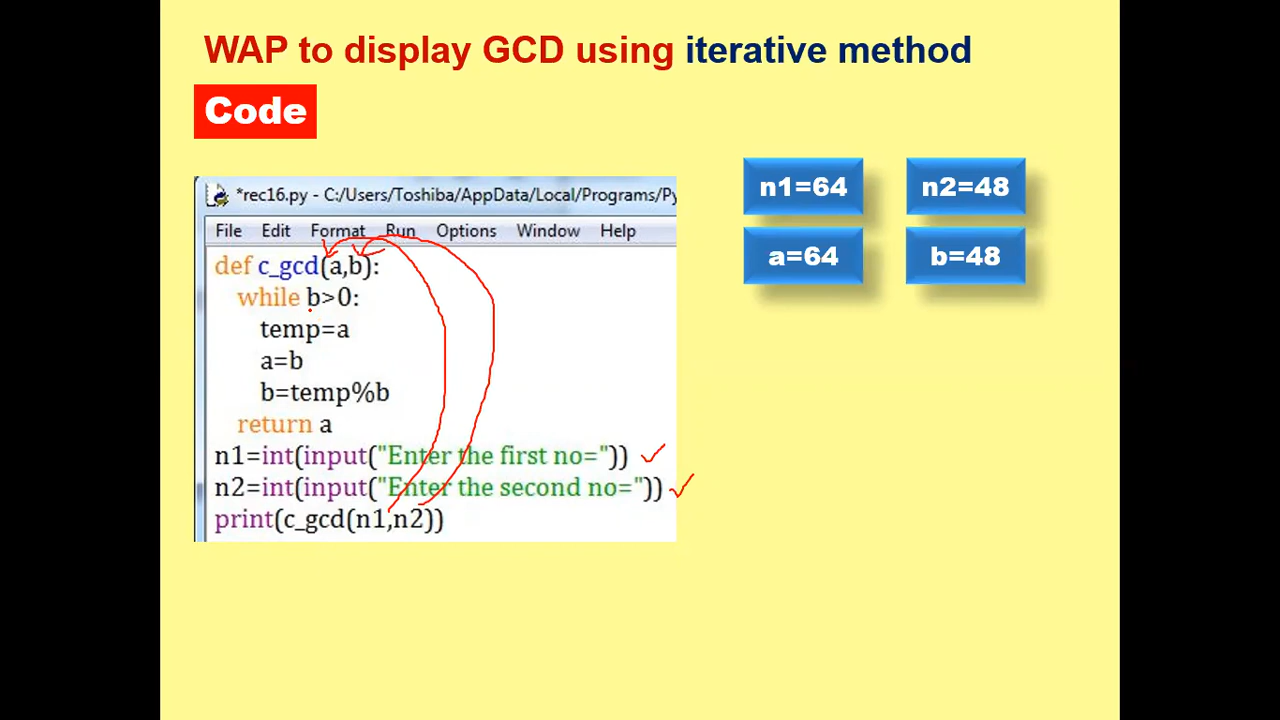 WAP to display GCD using iterative method
Code
*rec16.py - C:/Users/Toshiba/AppData/Local/Programs/Py
File Edit Format Run Options Window Help
def c_gcd(a,b):
    while b>0:
        temp=a
        a=b
        b=temp%b
    return a
n1=int(input("Enter the first no="))
n2=int(input("Enter the second no="))
print(c_gcd(n1,n2))
n1=64 n2=48
a=64 b=48